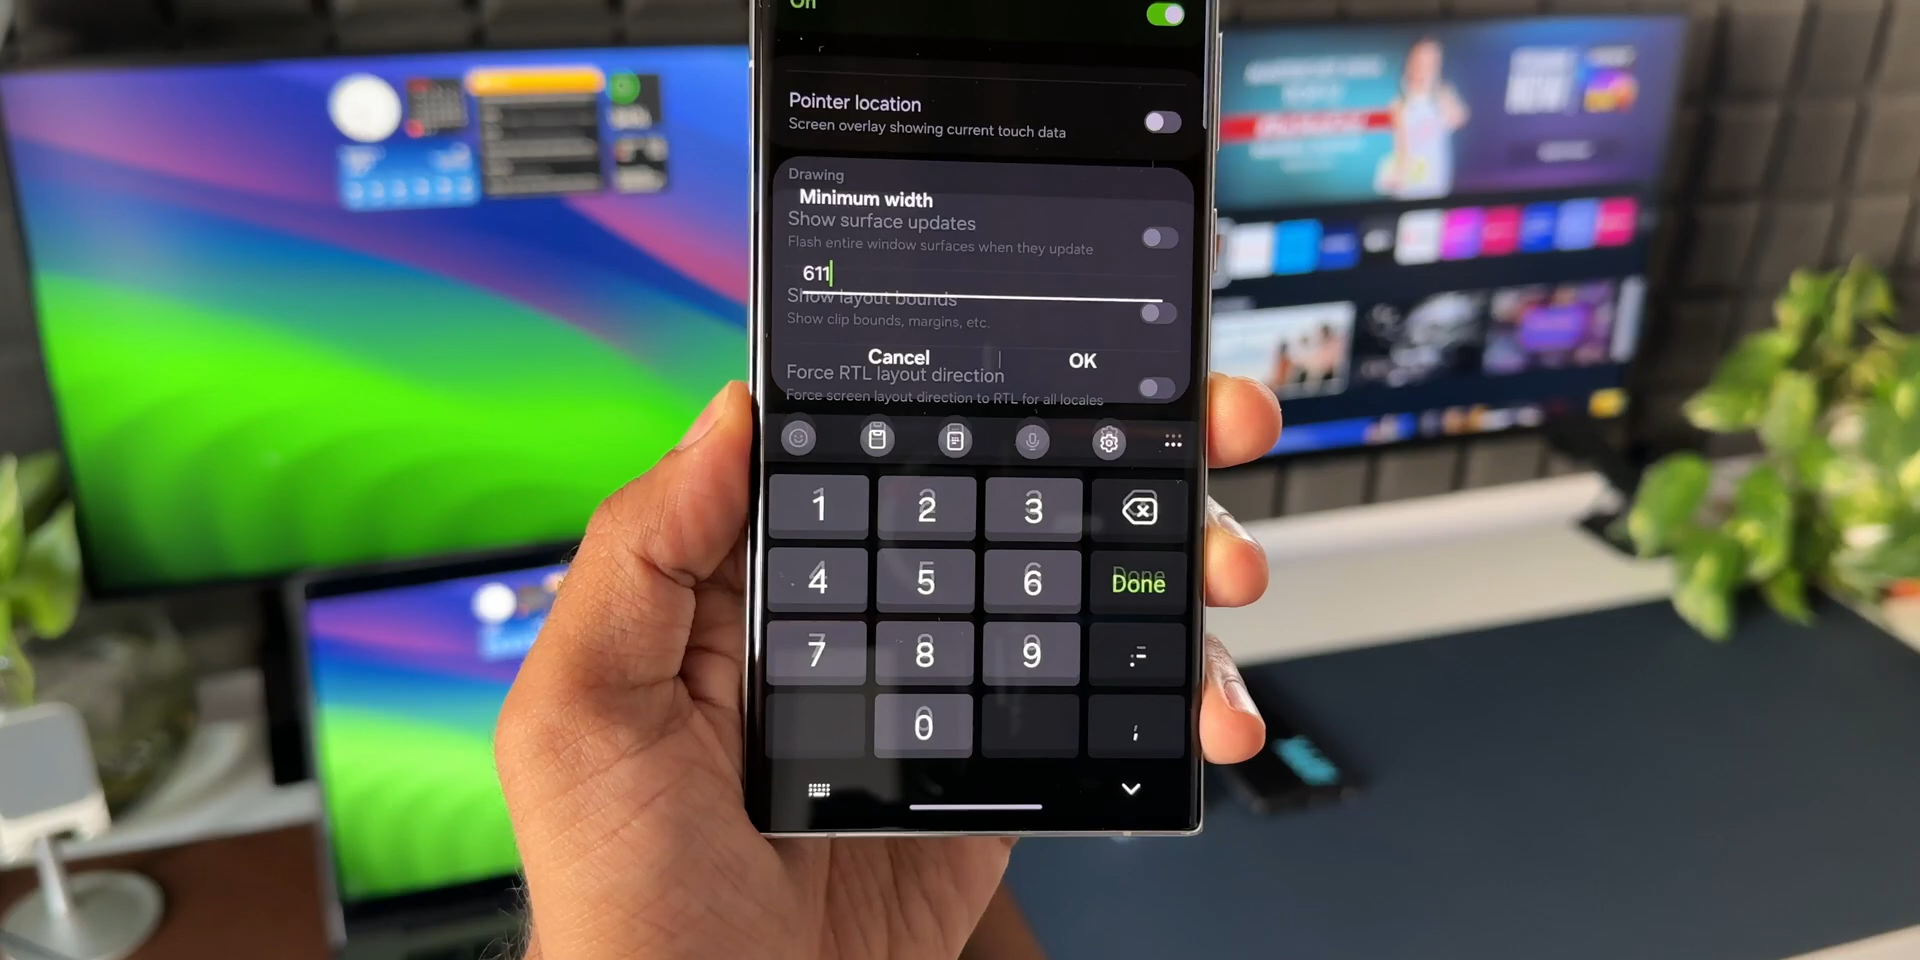 On
Pointer location
Screen overlay showing current touch data
Drawing
Minimum width
Show surface updates
Flash entire window surfaces when they update
611
Show layout bounds
Show clip bounds, margins, etc.
Cancel | OK
Force RTL layout direction
Force screen layout direction to RTL for all locales
1 2 3
4 5 6 Done
7 8 9 .-
0 ,